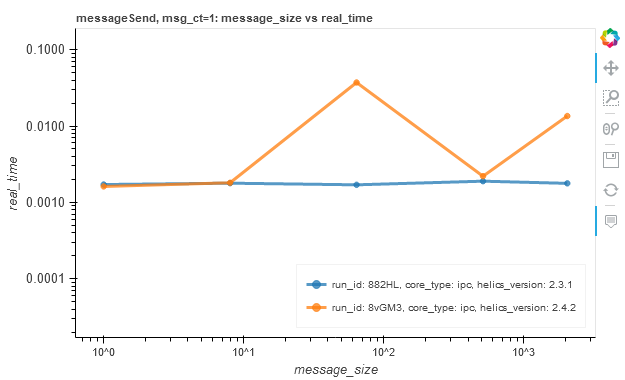 messageSend, msg_ct=1: message_size vs real_time
0.1000
0.0100
0.0010
0.0001
real_time
10^0
10^1
10^2
10^3
message_size
run_id: 882HL, core_type: ipc, helics_version: 2.3.1
run_id: 8vGM3, core_type: ipc, helics_version: 2.4.2